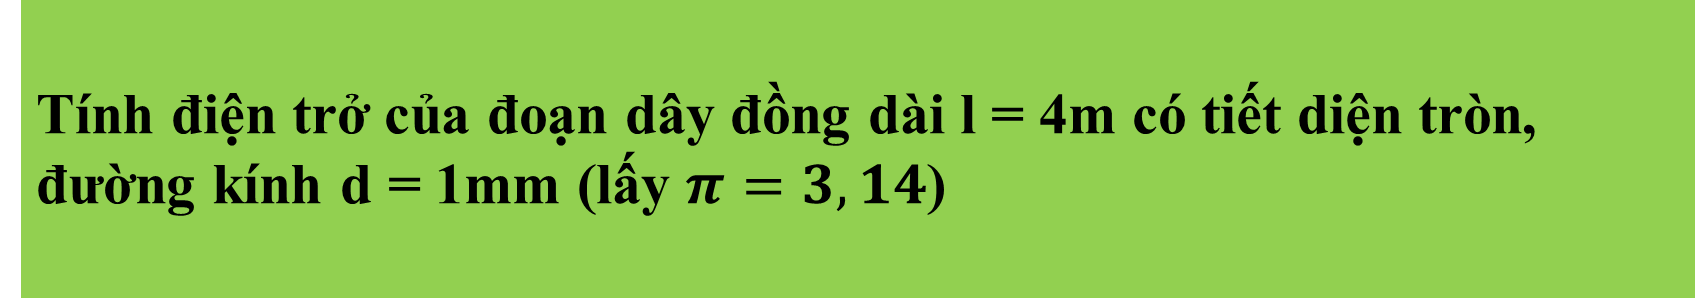 Tính điện trở của đoạn dây đồng dài l = 4m có tiết diện tròn,
đường kính d = 1mm (lấy 𝝅 = 𝟑, 𝟏𝟒)